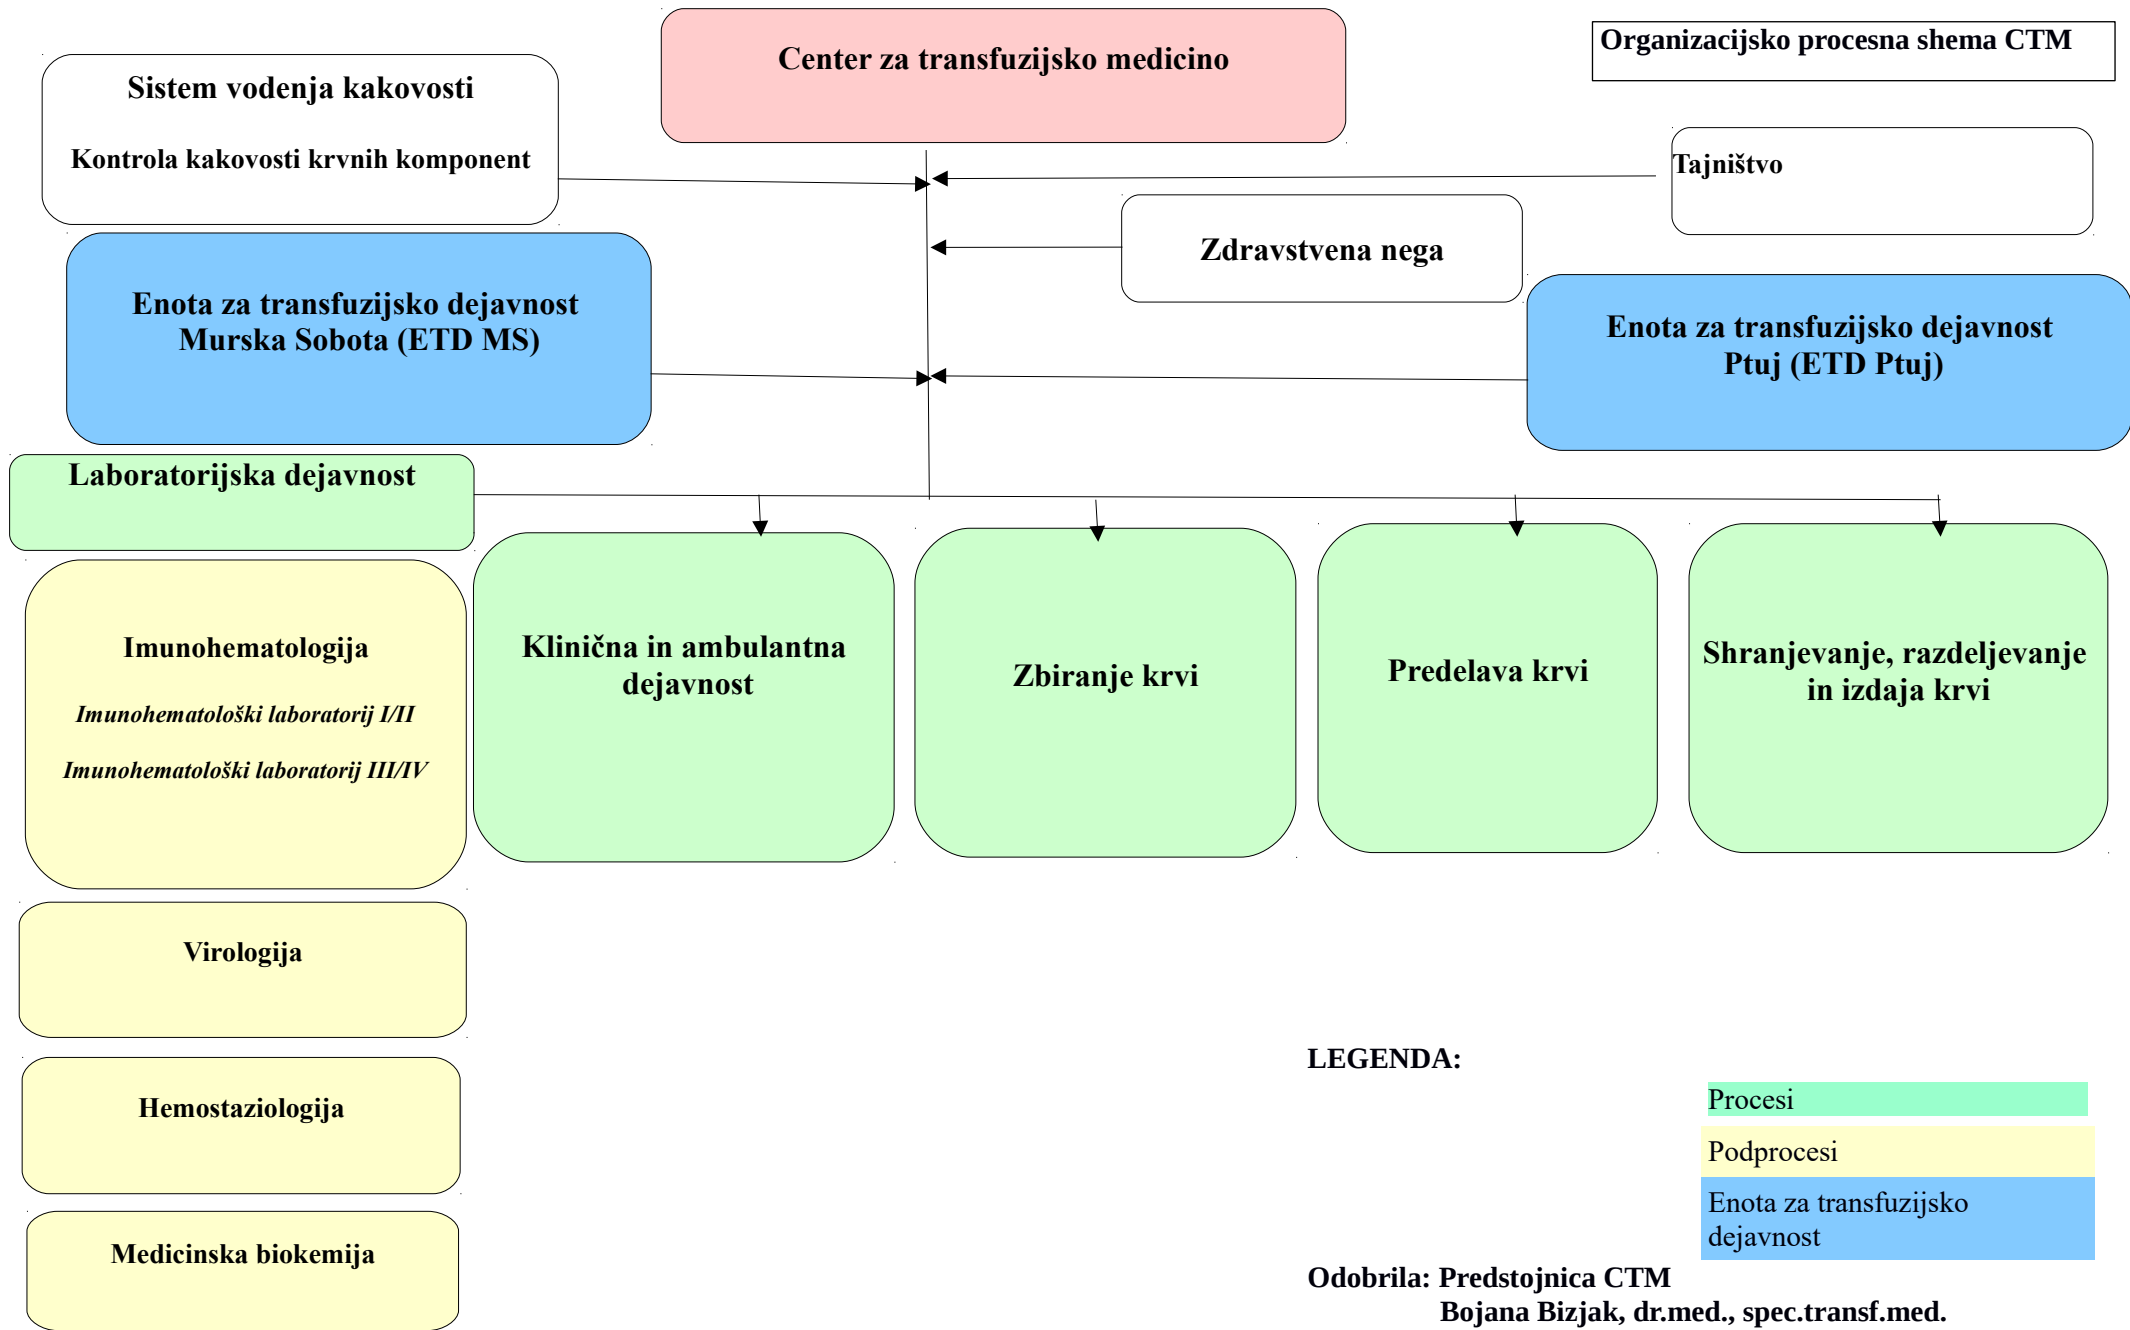 Center za transfuzijsko medicino
Organizacijsko procesna shema CTM
Sistem vodenja kakovosti
Kontrola kakovosti krvnih komponent
Tajništvo
Zdravstvena nega
Enota za transfuzijsko dejavnost
Murska Sobota (ETD MS)
Enota za transfuzijsko dejavnost
Ptuj (ETD Ptuj)
Laboratorijska dejavnost
Imunohematologija
Imunohematološki laboratorij I/II
Imunohematološki laboratorij III/IV
Klinična in ambulantna
dejavnost
Zbiranje krvi
Predelava krvi
Shranjevanje, razdeljevanje
in izdaja krvi
Virologija
Hemostaziologija
Medicinska biokemija
LEGENDA:
Procesi
Podprocesi
Enota za transfuzijsko
dejavnost
Odobrila: Predstojnica CTM
Bojana Bizjak, dr.med., spec.transf.med.